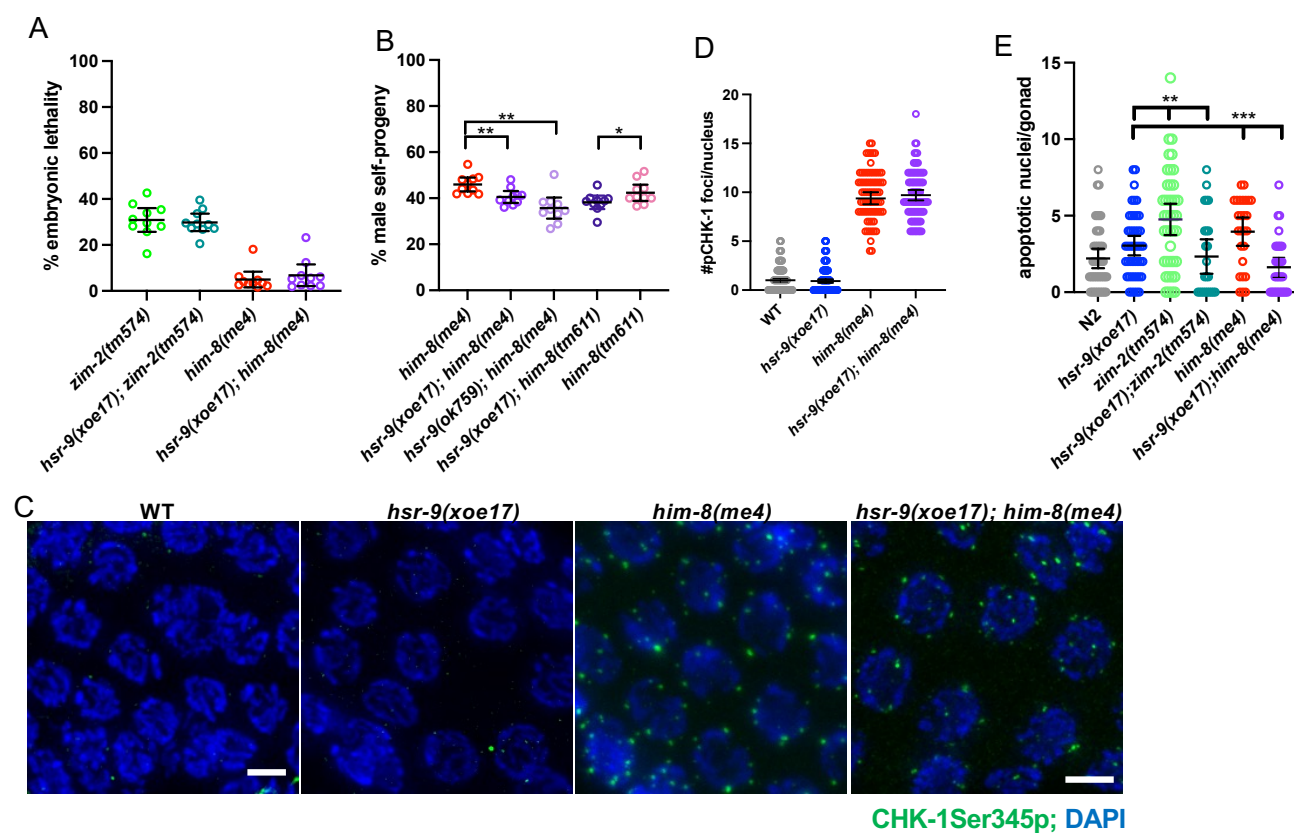 A
% embryonic lethality
100
80
60
40
20
0
zim-2(tm574)
hsr-9(xoe17); zim-2(tm574)
him-8(me4)
hsr-9(xoe17); him-8(me4)
B
% male self-progeny
100
80
60
40
20
0
**
**
*
him-8(me4)
hsr-9(xoe17); him-8(me4)
hsr-9(ok759); him-8(me4)
hsr-9(xoe17); him-8(tm611)
him-8(tm611)
D
#pCHK-1 foci/nucleus
20
15
10
5
0
WT
hsr-9(xoe17)
him-8(me4)
hsr-9(xoe17); him-8(me4)
E
apoptotic nuclei/gonad
15
10
5
0
**
***
N2
hsr-9(xoe17)
zim-2(tm574)
hsr-9(xoe17);zim-2(tm574)
him-8(me4)
hsr-9(xoe17);him-8(me4)
C
WT
hsr-9(xoe17)
him-8(me4)
hsr-9(xoe17); him-8(me4)
CHK-1Ser345p; DAPI